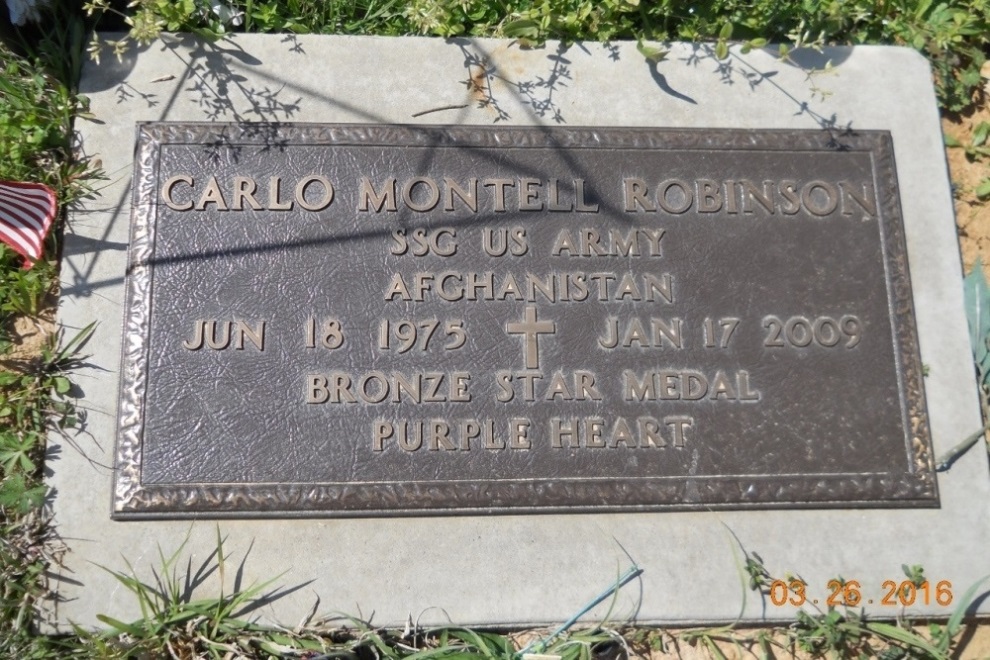 CARLO MONTELL ROBINSON
SSG US ARMY
AFGHANISTAN
JUN 18 1975 JAN 17 2009
BRONZE STAR MEDAL
PURPLE HEART
03.26.2016